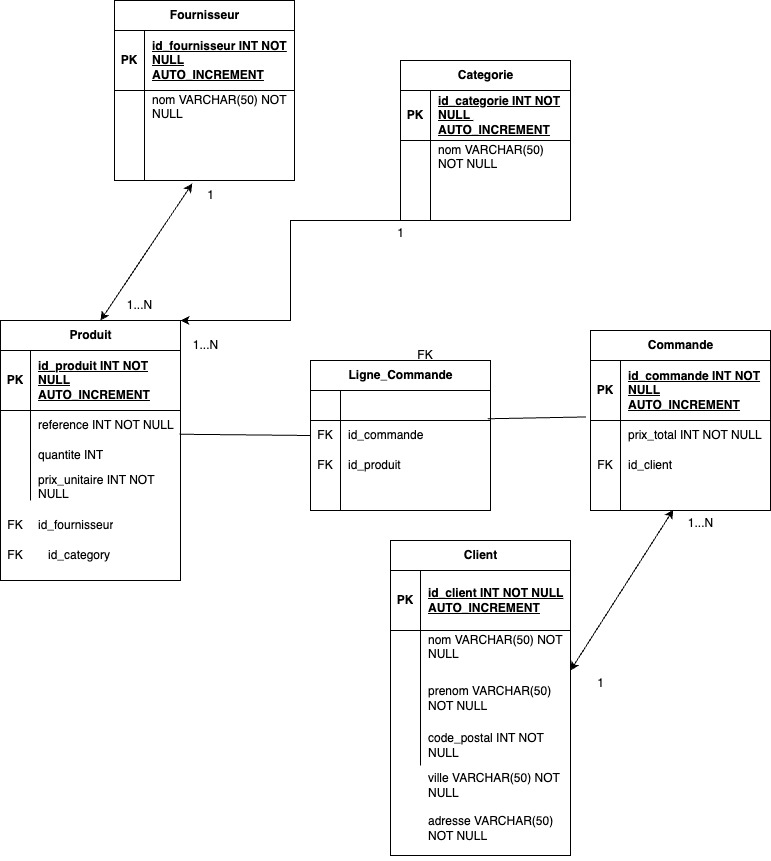 Fournisseur
PK
id_fournisseur INT NOT
NULL
AUTO_INCREMENT
nom VARCHAR(50) NOT
NULL
1
1...N
Categorie
PK
id_categorie INT NOT
NULL
AUTO_INCREMENT
nom VARCHAR(50)
NOT NULL
1
1...N
Produit
PK
id_produit INT NOT
NULL
AUTO_INCREMENT
reference INT NOT NULL
quantite INT
prix_unitaire INT NOT
NULL
FK id_fournisseur
FK id_category
FK
Ligne_Commande
FK id_commande
FK id_produit
Commande
PK
id_commande INT NOT
NULL
AUTO_INCREMENT
prix_total INT NOT NULL
FK id_client
1...N
1
Client
PK
id_client INT NOT NULL
AUTO_INCREMENT
nom VARCHAR(50) NOT
NULL
prenom VARCHAR(50)
NOT NULL
code_postal INT NOT
NULL
ville VARCHAR(50) NOT
NULL
adresse VARCHAR(50)
NOT NULL